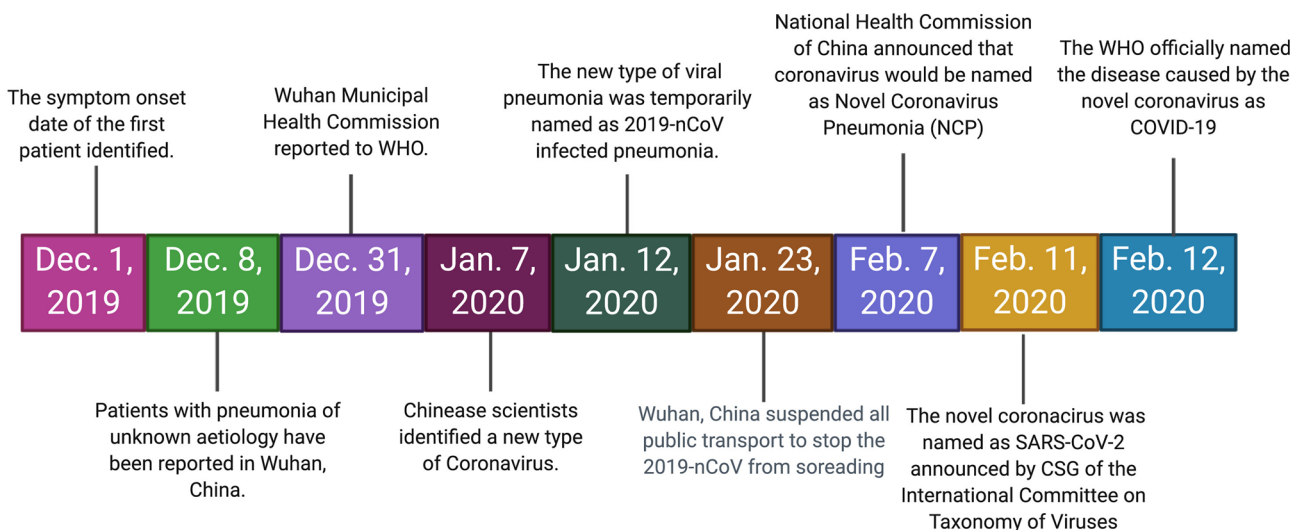 The symptom onset
date of the first
patient identified.
Wuhan Municipal
Health Commission
reported to WHO.
The new type of viral
pneumonia was temporarily
named as 2019-nCoV
infected pneumonia.
National Health Commission
of China announced that
coronavirus would be named
as Novel Coronavirus
Pneumonia (NCP)
The WHO officially named
the disease caused by the
novel coronavirus as
COVID-19
Dec. 1,
2019
Dec. 8,
2019
Dec. 31,
2019
Jan. 7,
2020
Jan. 12,
2020
Jan. 23,
2020
Feb. 7,
2020
Feb. 11,
2020
Feb. 12,
2020
Patients with pneumonia of
unknown aetiology have
been reported in Wuhan,
China.
Chinease scientists
identified a new type
of Coronavirus.
Wuhan, China suspended all
public transport to stop the
2019-nCoV from soreading
The novel coronacirus was
named as SARS-CoV-2
announced by CSG of the
International Committee on
Taxonomy of Viruses